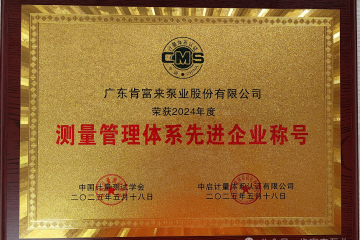 CMS
广东肯富来泵业股份有限公司
荣获2024年度
测量管理体系先进企业称号
中国计量测试学会
中启计量体系认证有限公司
二〇二五年五月十八日
二〇二五年五月十八日